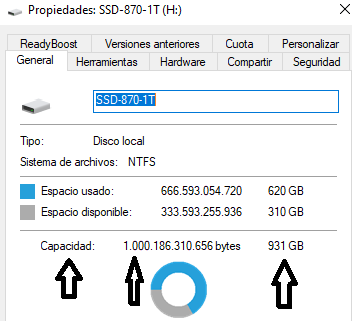 Propiedades: SSD-870-1T (H:)
ReadyBoost Versiones anteriores Cuota Personalizar
General Herramientas Hardware Compartir Seguridad
SSD-870-1T
Tipo: Disco local
Sistema de archivos: NTFS
Espacio usado: 666.593.054.720 620 GB
Espacio disponible: 333.593.255.936 310 GB
Capacidad: 1.000.186.310.656 bytes 931 GB